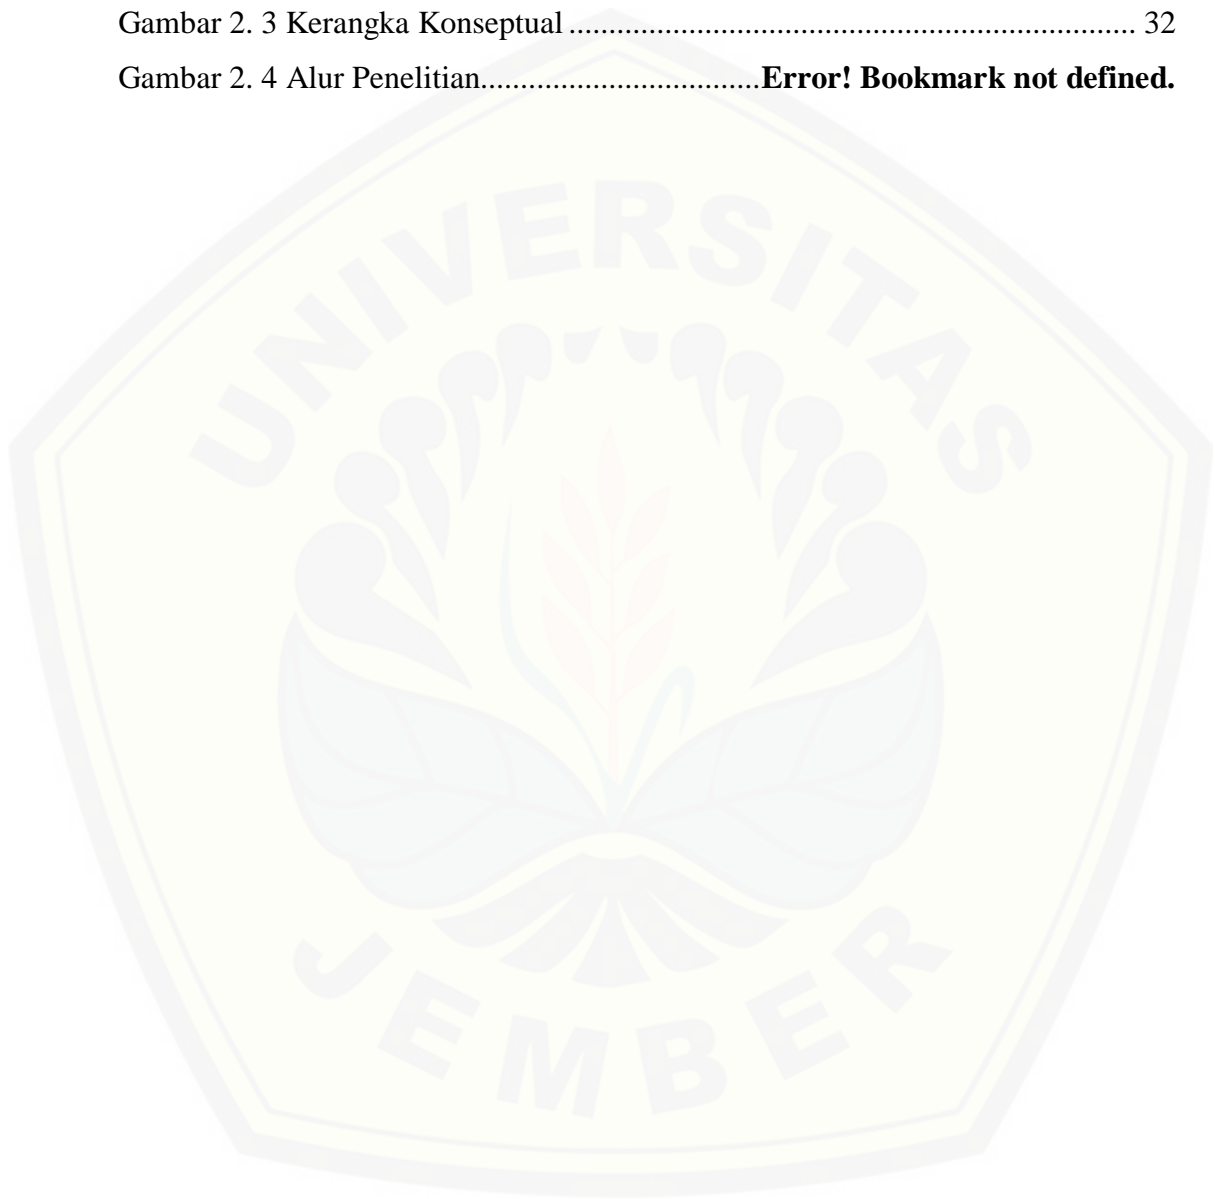 Gambar 2. 3 Kerangka Konseptual ....................................................................... 32
Gambar 2. 4 Alur Penelitian...................................Error! Bookmark not defined.
UNIVERSITAS
JEMBER